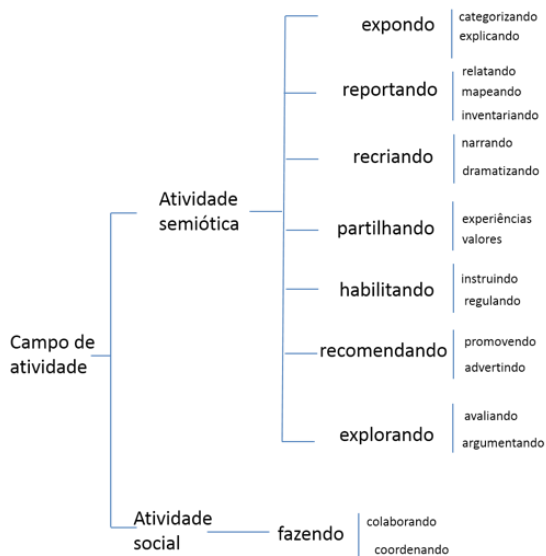 expondo
categorizando
explicando
reportando
relatando
mapeando
inventariando
recriando
narrando
dramatizando
Atividade
semiótica
partilhando
experiências
valores
habilitando
instruindo
regulando
Campo de
atividade
recomendando
promovendo
advertindo
explorando
avaliando
argumentando
Atividade
social
fazendo
colaborando
coordenando